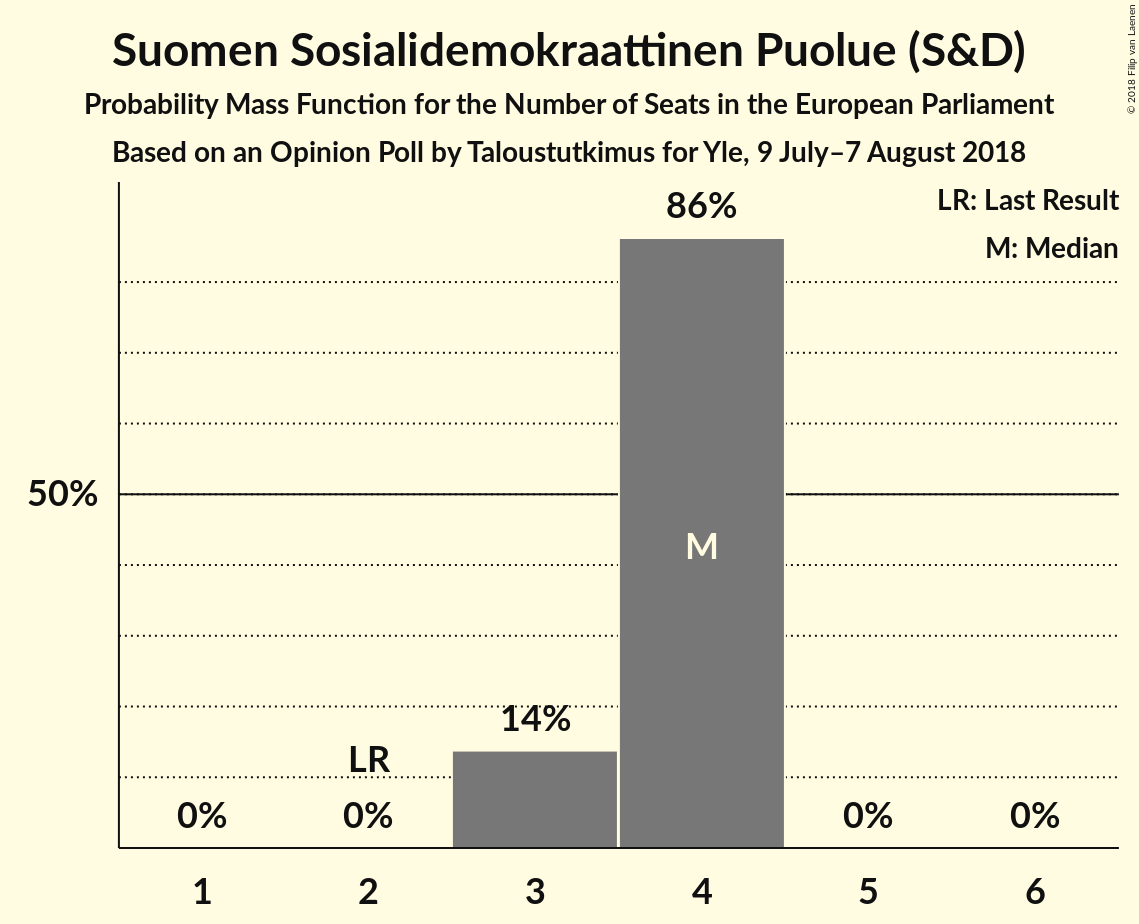 Suomen Sosialidemokraattinen Puolue (S&D)
Probability Mass Function for the Number of Seats in the European Parliament
Based on an Opinion Poll by Taloustutkimus for Yle, 9 July–7 August 2018
© 2018 Filip van Laenen
LR: Last Result
M: Median
86%
50%
M
14%
LR
0%
0%
0%
0%
1
2
3
4
5
6